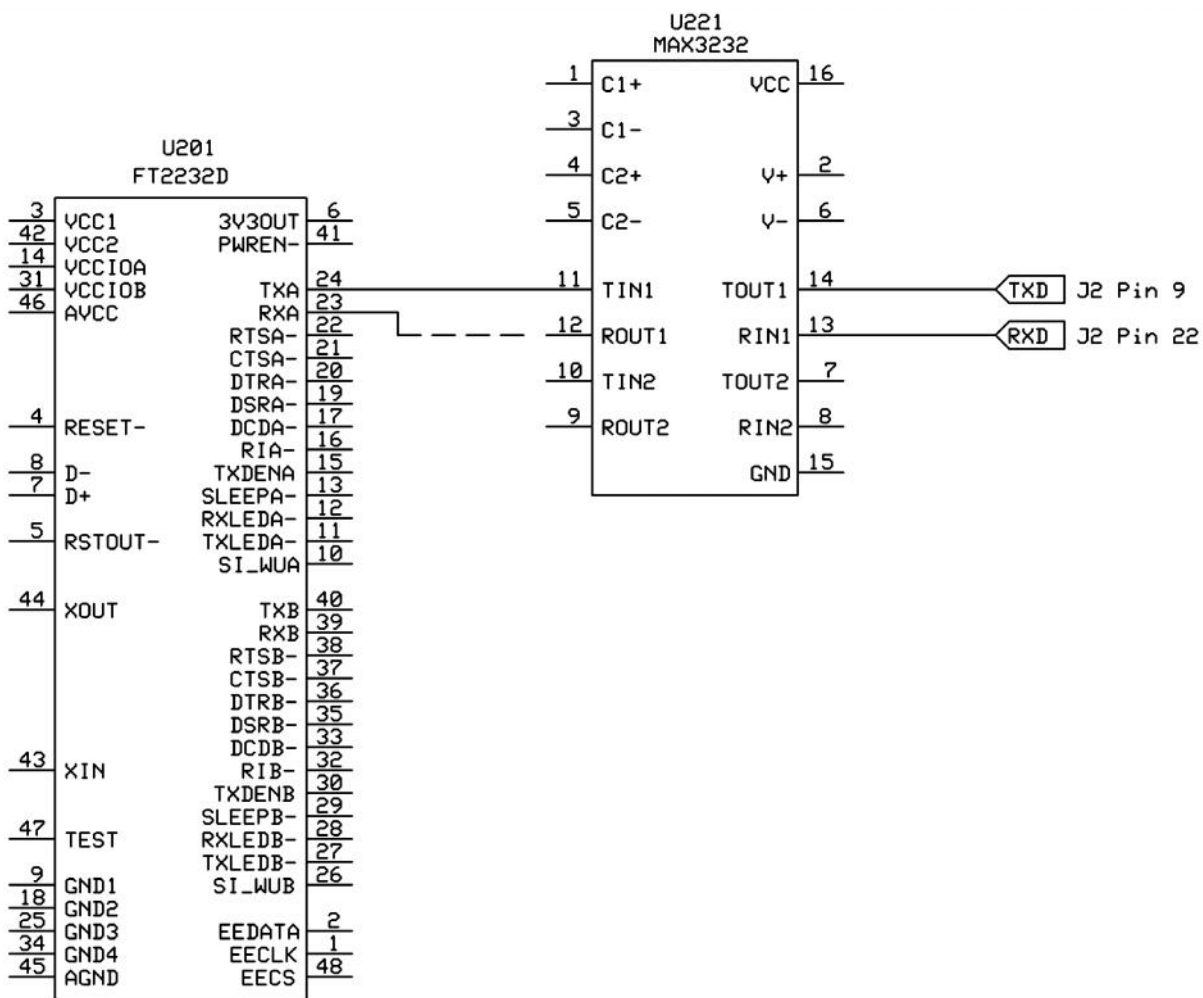 U221
MAX3232
1 C1+ VCC 16
3 C1-
4 C2+ V+ 2
5 C2- V- 6
11 TIN1 TOUT1 14 TXD J2 Pin 9
12 ROUT1 RIN1 13 RXD J2 Pin 22
10 TIN2 TOUT2 7
9 ROUT2 RIN2 8
GND 15
U201
FT2232D
3 VCC1 3V3OUT 6
42 VCC2 PWREN- 41
14 VCCIOA
31 VCCIOB TXA 24
46 AVCC RXA 23
RTSA- 22
CTSA- 21
DTRA- 20
DSRA- 19
4 RESET- DCDA- 17
RIA- 16
8 D- TXDENA 15
7 D+ SLEEPA- 13
RXLEDA- 12
5 RSTOUT- TXLEDA- 11
SI_WUA 10
44 XOUT TXB 40
RXB 39
RTSB- 38
CTSB- 37
DTRB- 36
DSRB- 35
DCDB- 33
43 XIN RIB- 32
TXDENB 30
SLEEPB- 29
47 TEST RXLEDB- 28
TXLEDB- 27
9 GND1 SI_WUB 26
18 GND2
25 GND3 EEDATA 2
34 GND4 EECLK 1
45 AGND EECS 48